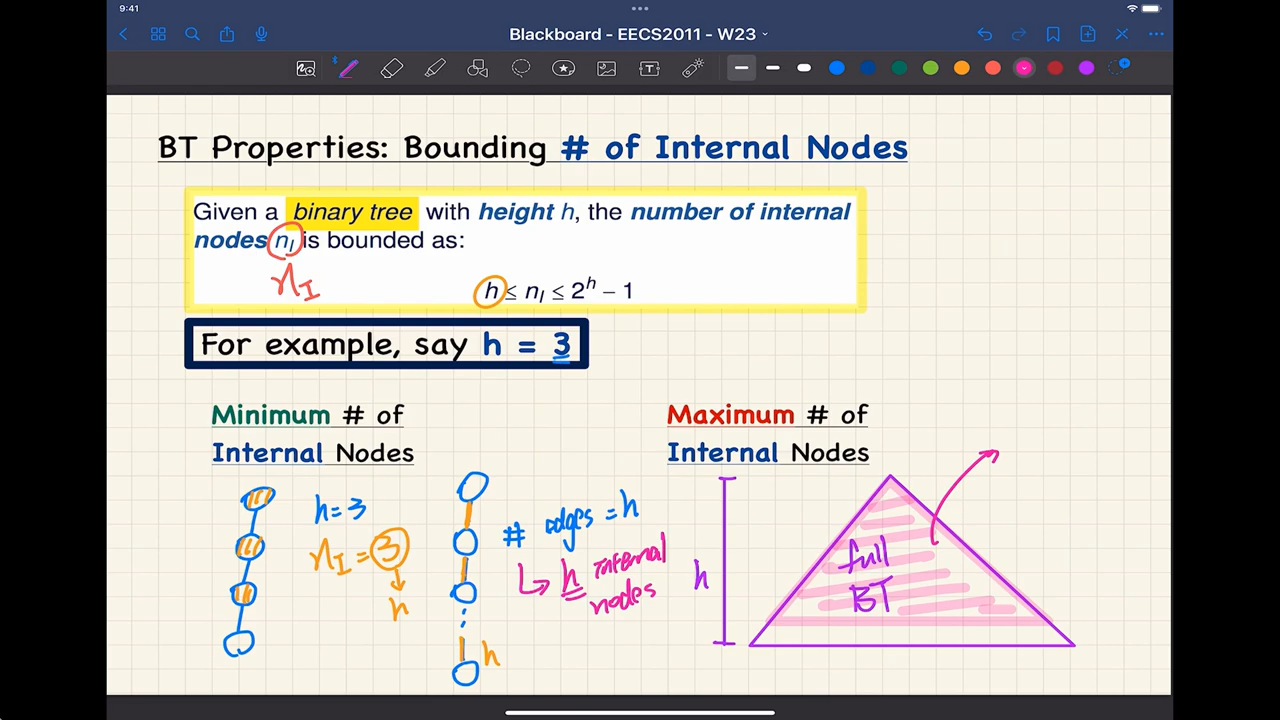 9:41
Blackboard - EECS2011 - W23
BT Properties: Bounding # of Internal Nodes
Given a binary tree with height h, the number of internal
nodes n_I is bounded as:
n_I
h ≤ n_I ≤ 2^h − 1
For example, say h = 3
Minimum # of
Internal Nodes
h=3
n_I = 3
h
# edges = h
↳ h internal
nodes
h
Maximum # of
Internal Nodes
h
full
BT